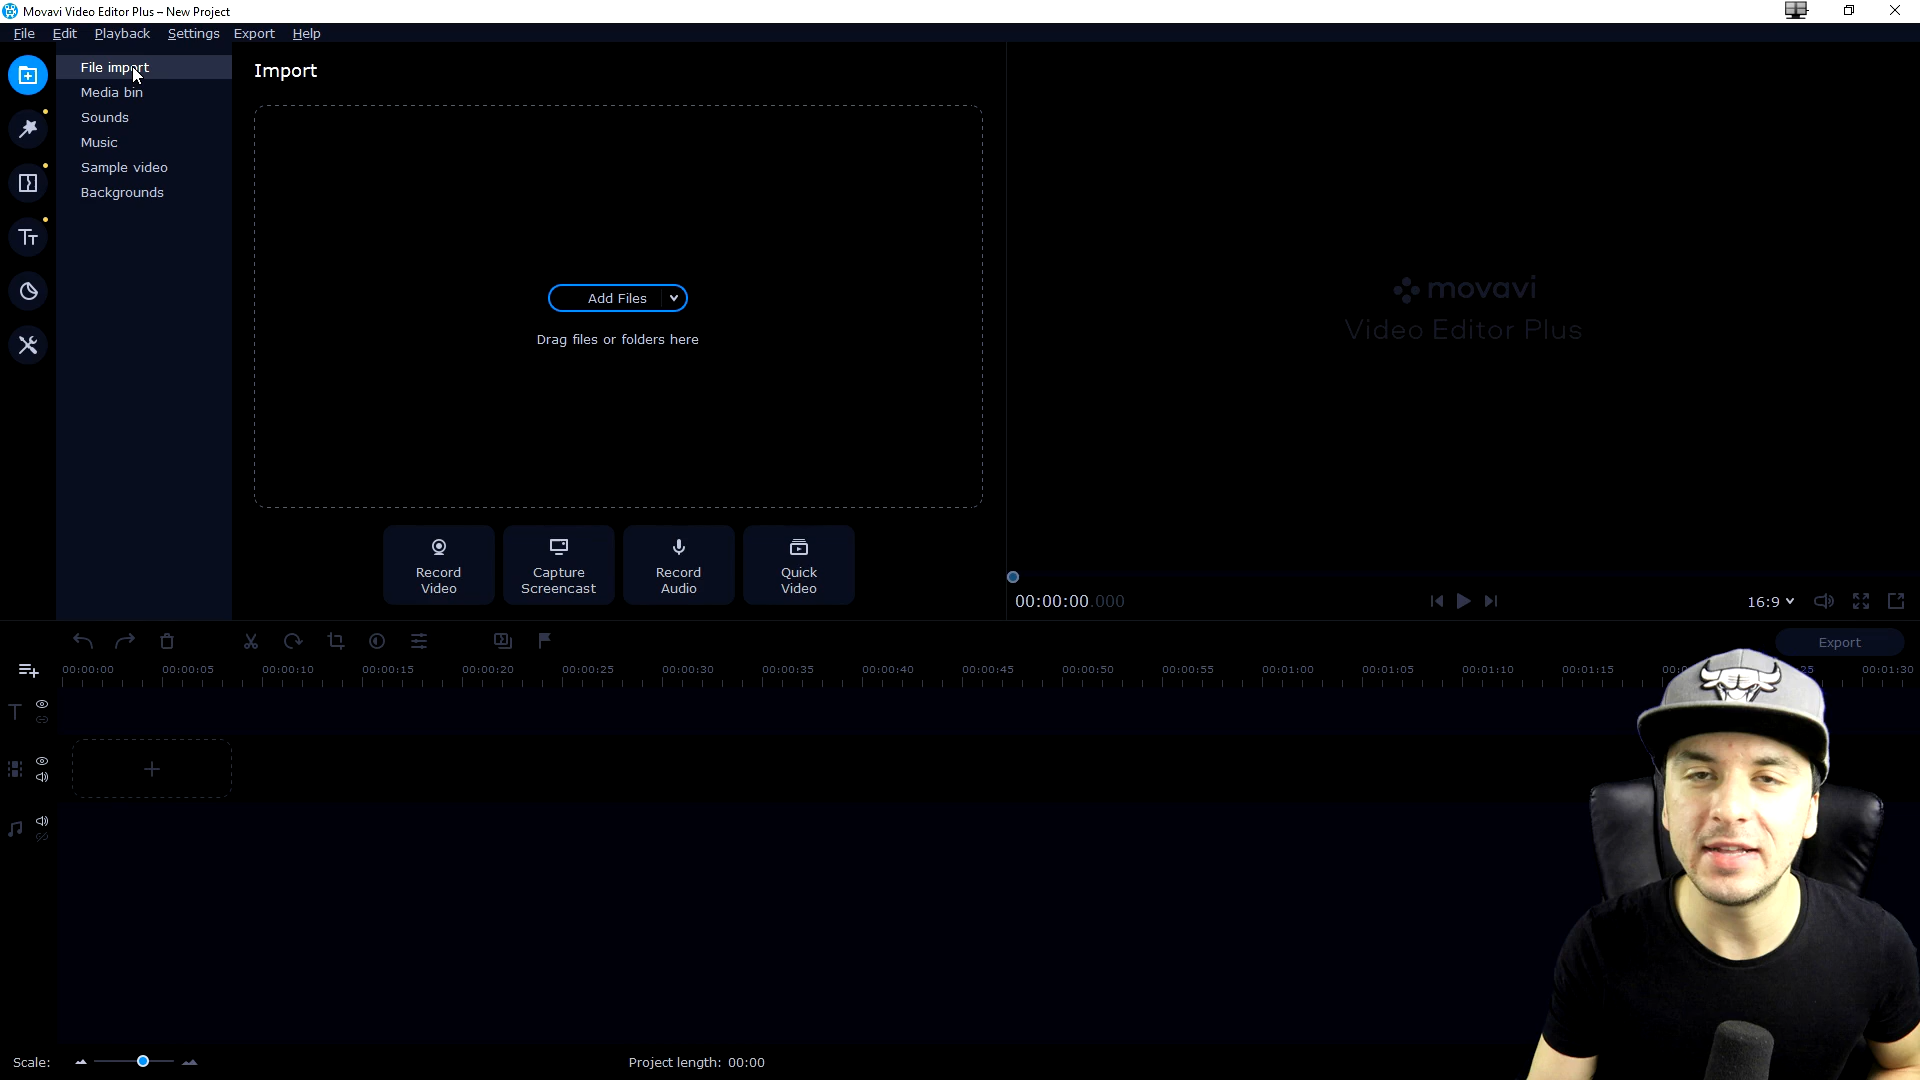 Movavi Video Editor Plus – New Project
File Edit Playback Settings Export Help
File import
Media bin
Sounds
Music
Sample video
Backgrounds
Import
Add Files
Drag files or folders here
Record
Video
Capture
Screencast
Record
Audio
Quick
Video
movavi
Video Editor Plus
00:00:00.000
16:9
Export
00:00:00 00:00:05 00:00:10 00:00:15 00:00:20 00:00:25 00:00:30 00:00:35 00:00:40 00:00:45 00:00:50 00:00:55 00:01:00 00:01:05 00:01:10 00:01:15 00:01:30
Scale:
Project length: 00:00